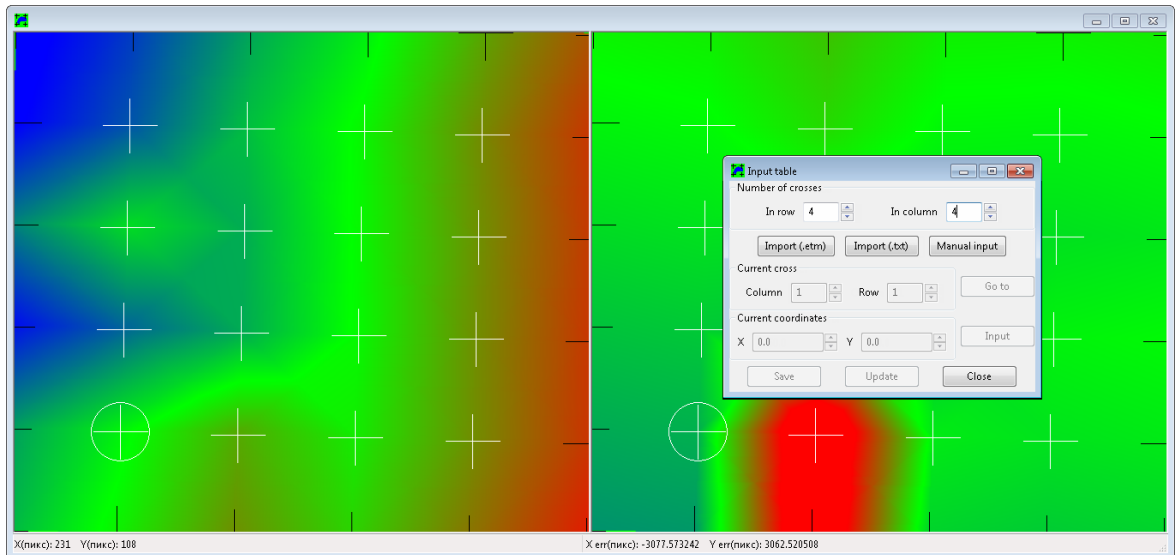 Input table
Number of crosses
In row 4 In column 4
Import (.etm) Import (.txt) Manual input
Current cross
Column 1 Row 1 Go to
Current coordinates
X 0.0 Y 0.0 Input
Save Update Close
X(пикс): 231 Y(пикс): 108 X err(пикс): -3077.573242 Y err(пикс): 3062.520508